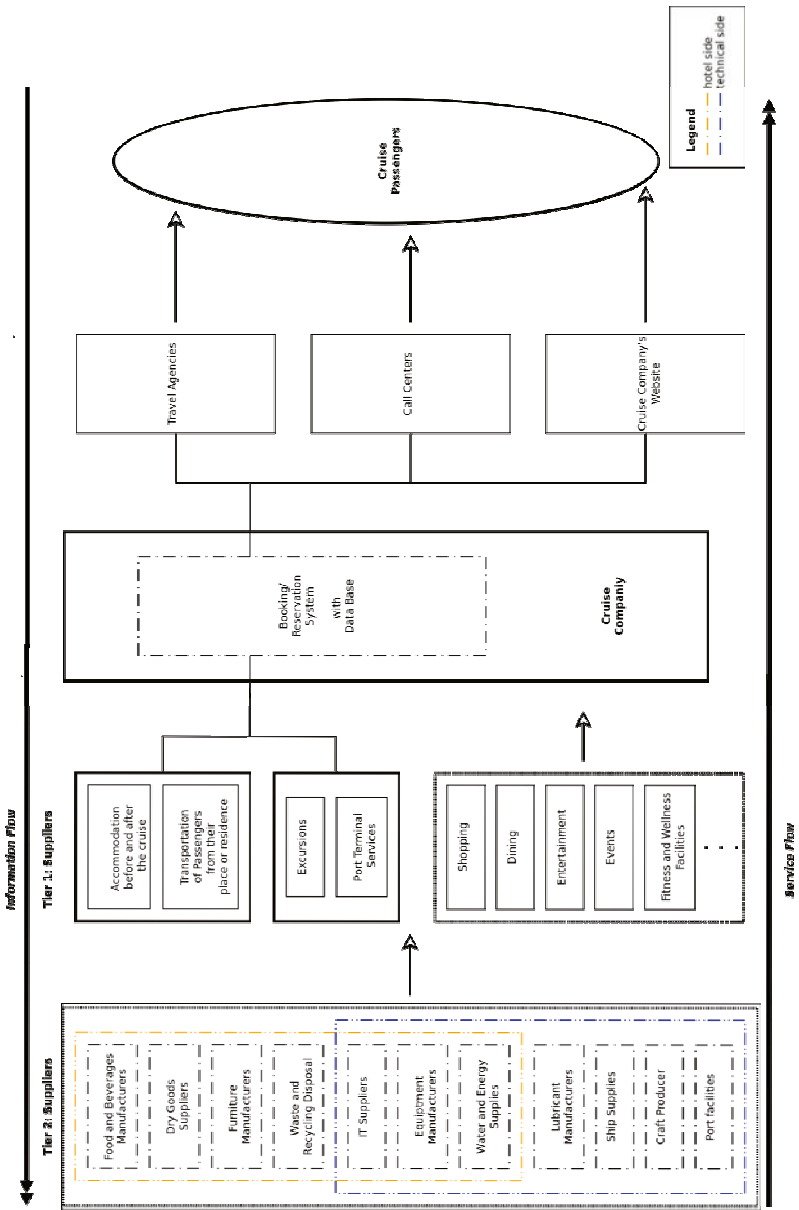 Information Flow
Tier 2: Suppliers
Tier 1: Suppliers
Food and Beverages
Manufacturers
Dry Goods
Suppliers
Furniture
Manufacturers
Waste and
Recycling Disposal
IT Suppliers
Equipment
Manufacturers
Water and Energy
Supplies
Lubricant
Manufacturers
Ship Supplies
Craft Producer
Port facilities
Accommodation
before and after
the cruise
Transportation
of Passengers
from their
place or residence
Excursions
Port Terminal
Services
Shopping
Dining
Entertainment
Events
Fitness and Wellness
Facilities
. . .
Booking/
Reservation
System
with
Data Base
Cruise
Company
Travel Agencies
Call Centers
Cruise Company's
Website
Cruise
Passengers
Legend
hotel side
technical side
Service Flow